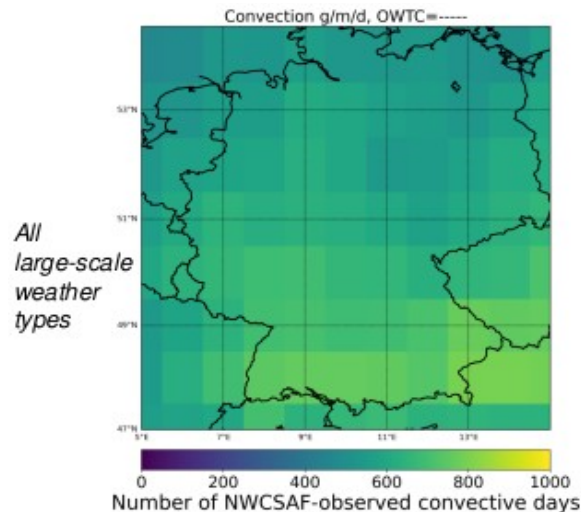 Convection g/m/d, OWTC=-----
53°N
51°N
All
large-scale
weather
types
49°N
47°N
5°E 7°E 9°E 11°E 13°E
0 200 400 600 800 1000
Number of NWCSAF-observed convective days